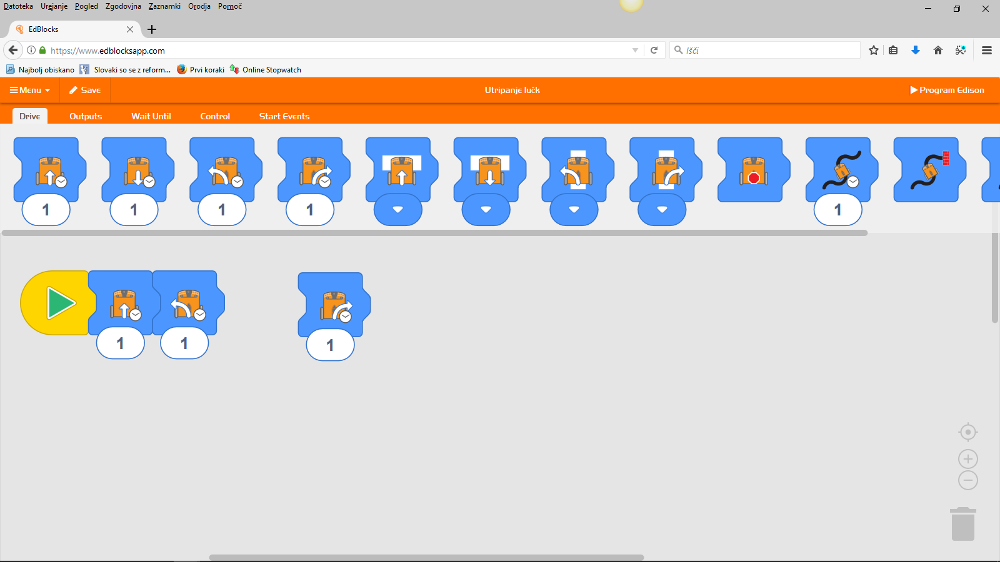 Datoteka Urejanje Pogled Zgodovina Zaznamki Orodja Pomoč
EdBlocks
https://www.edblocksapp.com
Išči
Najbolj obiskano Slovaki so se z reform... Prvi koraki Online Stopwatch
Menu Save Utripanje lučk Program Edison
Drive Outputs Wait Until Control Start Events
1 1 1 1 1
1 1 1